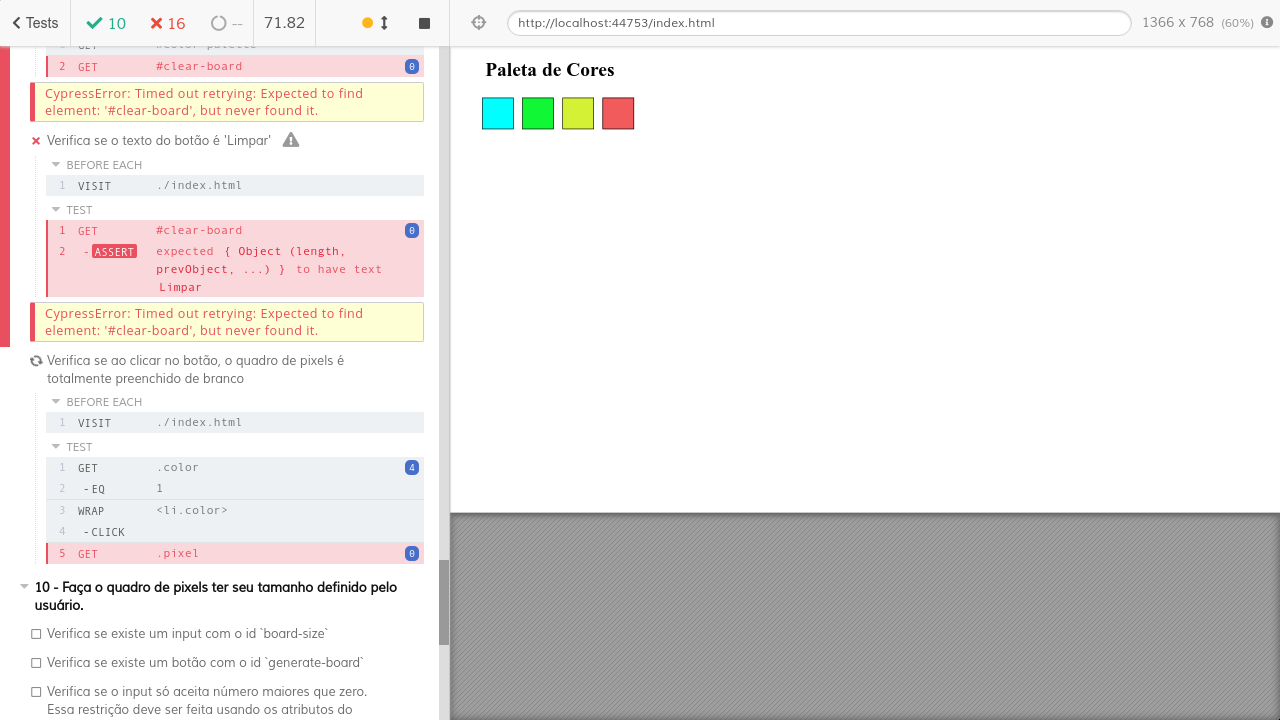 Tests 10 16 -- 71.82
http://localhost:44753/index.html 1366 x 768 (60%)
2 GET #clear-board 0
CypressError: Timed out retrying: Expected to find
element: '#clear-board', but never found it.
Verifica se o texto do botão é 'Limpar'
BEFORE EACH
1 VISIT ./index.html
TEST
1 GET #clear-board 0
2 -ASSERT expected { Object (length,
prevObject, ...) } to have text
Limpar
CypressError: Timed out retrying: Expected to find
element: '#clear-board', but never found it.
Verifica se ao clicar no botão, o quadro de pixels é
totalmente preenchido de branco
BEFORE EACH
1 VISIT ./index.html
TEST
1 GET .color 4
2 -EQ 1
3 WRAP <li.color>
4 -CLICK
5 GET .pixel 0
10 - Faça o quadro de pixels ter seu tamanho definido pelo
usuário.
Verifica se existe um input com o id `board-size`
Verifica se existe um botão com o id `generate-board`
Verifica se o input só aceita número maiores que zero.
Essa restrição deve ser feita usando os atributos do
Paleta de Cores